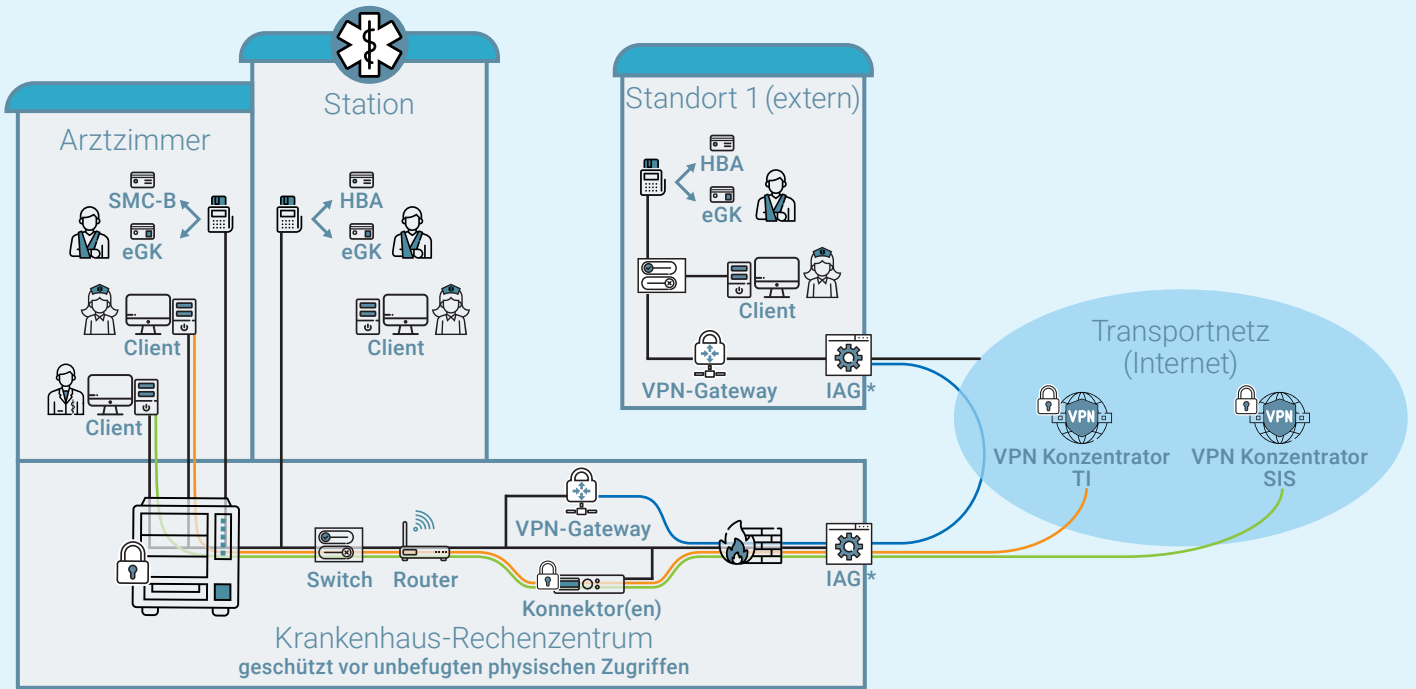 Arztzimmer
SMC-B
eGK
Client
Client
Station
HBA
eGK
Client
Standort 1 (extern)
HBA
eGK
Client
VPN-Gateway
IAG *
Transportnetz
(Internet)
VPN
VPN Konzentrator
TI
VPN
VPN Konzentrator
SIS
VPN-Gateway
Switch
Router
Konnektor(en)
IAG *
Krankenhaus-Rechenzentrum
geschützt vor unbefugten physischen Zugriffen